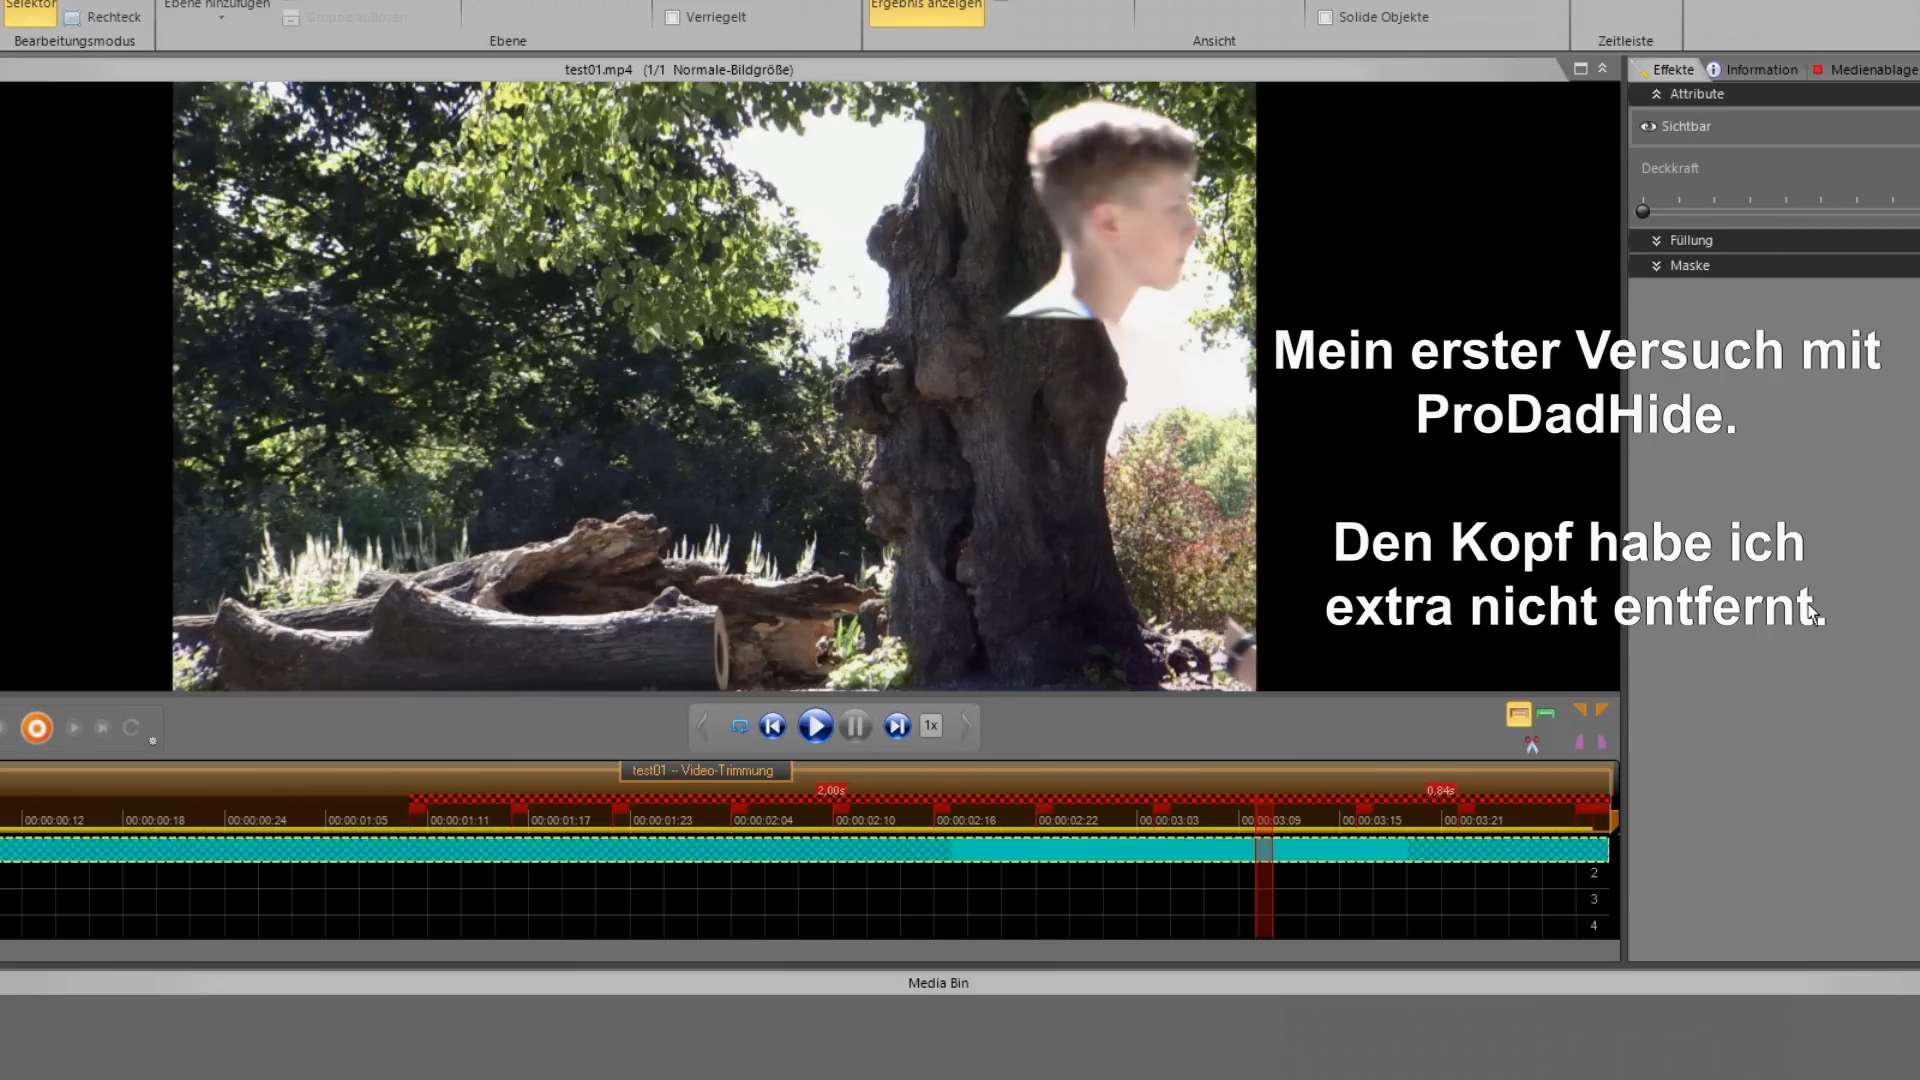 Selektor
Ebene hinzufügen
Ergebnis anzeigen
Rechteck
Gruppe auflösen
Verriegelt
Solide Objekte
Bearbeitungsmodus
Ebene
Ansicht
Zeitleiste
test01.mp4 (1/1 Normale-Bildgröße)
Effekte
Information
Medienablage
Attribute
Sichtbar
Deckkraft
Füllung
Maske
Mein erster Versuch mit
ProDadHide.
Den Kopf habe ich
extra nicht entfernt.
1x
test01 -- Video-Trimmung
2,00s
0,84s
00:00:00:12
00:00:00:18
00:00:00:24
00:00:01:05
00:00:01:11
00:00:01:17
00:00:01:23
00:00:02:04
00:00:02:10
00:00:02:16
00:00:02:22
00:00:03:03
00:00:03:09
00:00:03:15
00:00:03:21
2
3
4
Media Bin